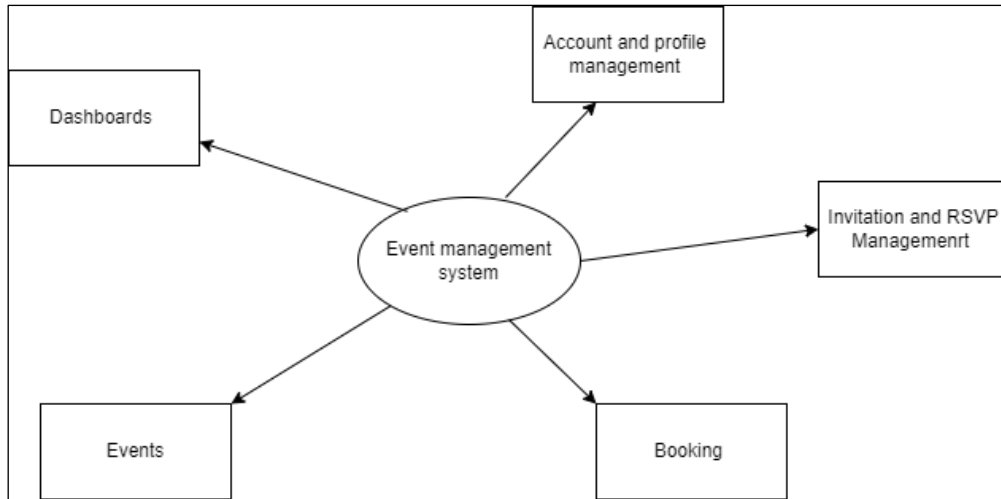 Account and profile
management
Dashboards
Invitation and RSVP
Managemenrt
Event management
system
Events
Booking